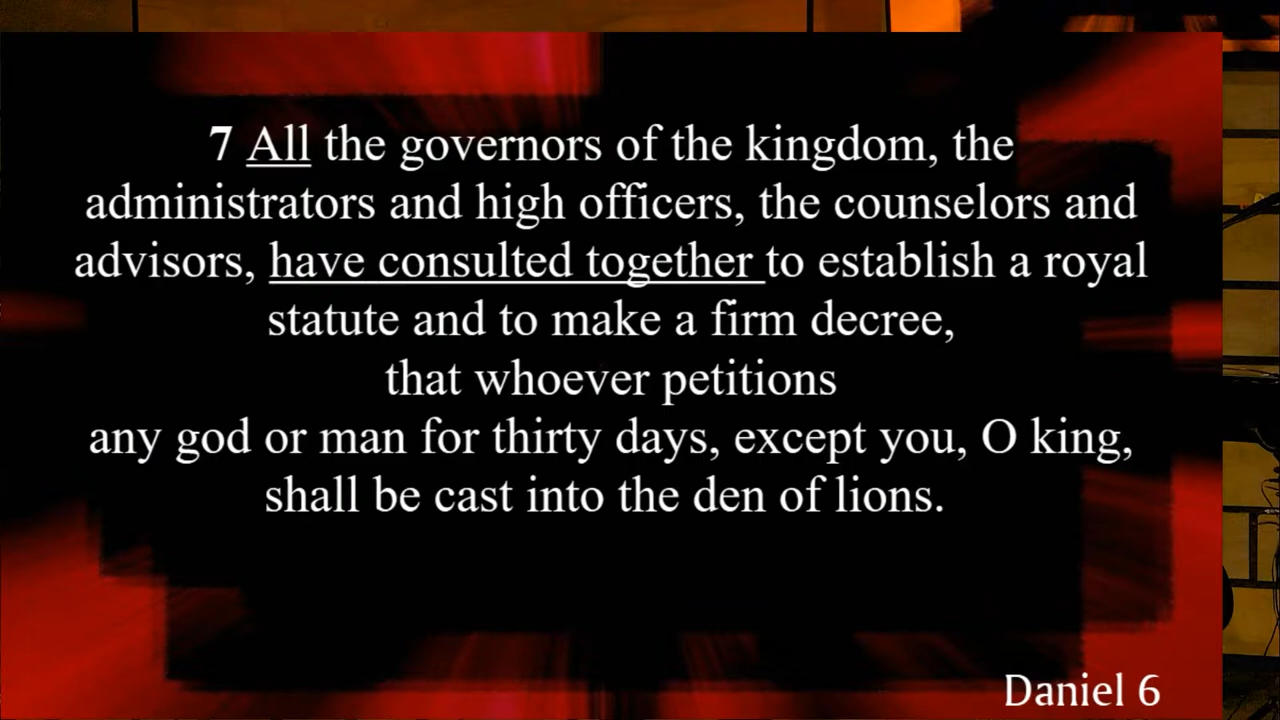 7 All the governors of the kingdom, the
administrators and high officers, the counselors and
advisors, have consulted together to establish a royal
statute and to make a firm decree,
that whoever petitions
any god or man for thirty days, except you, O king,
shall be cast into the den of lions.
Daniel 6